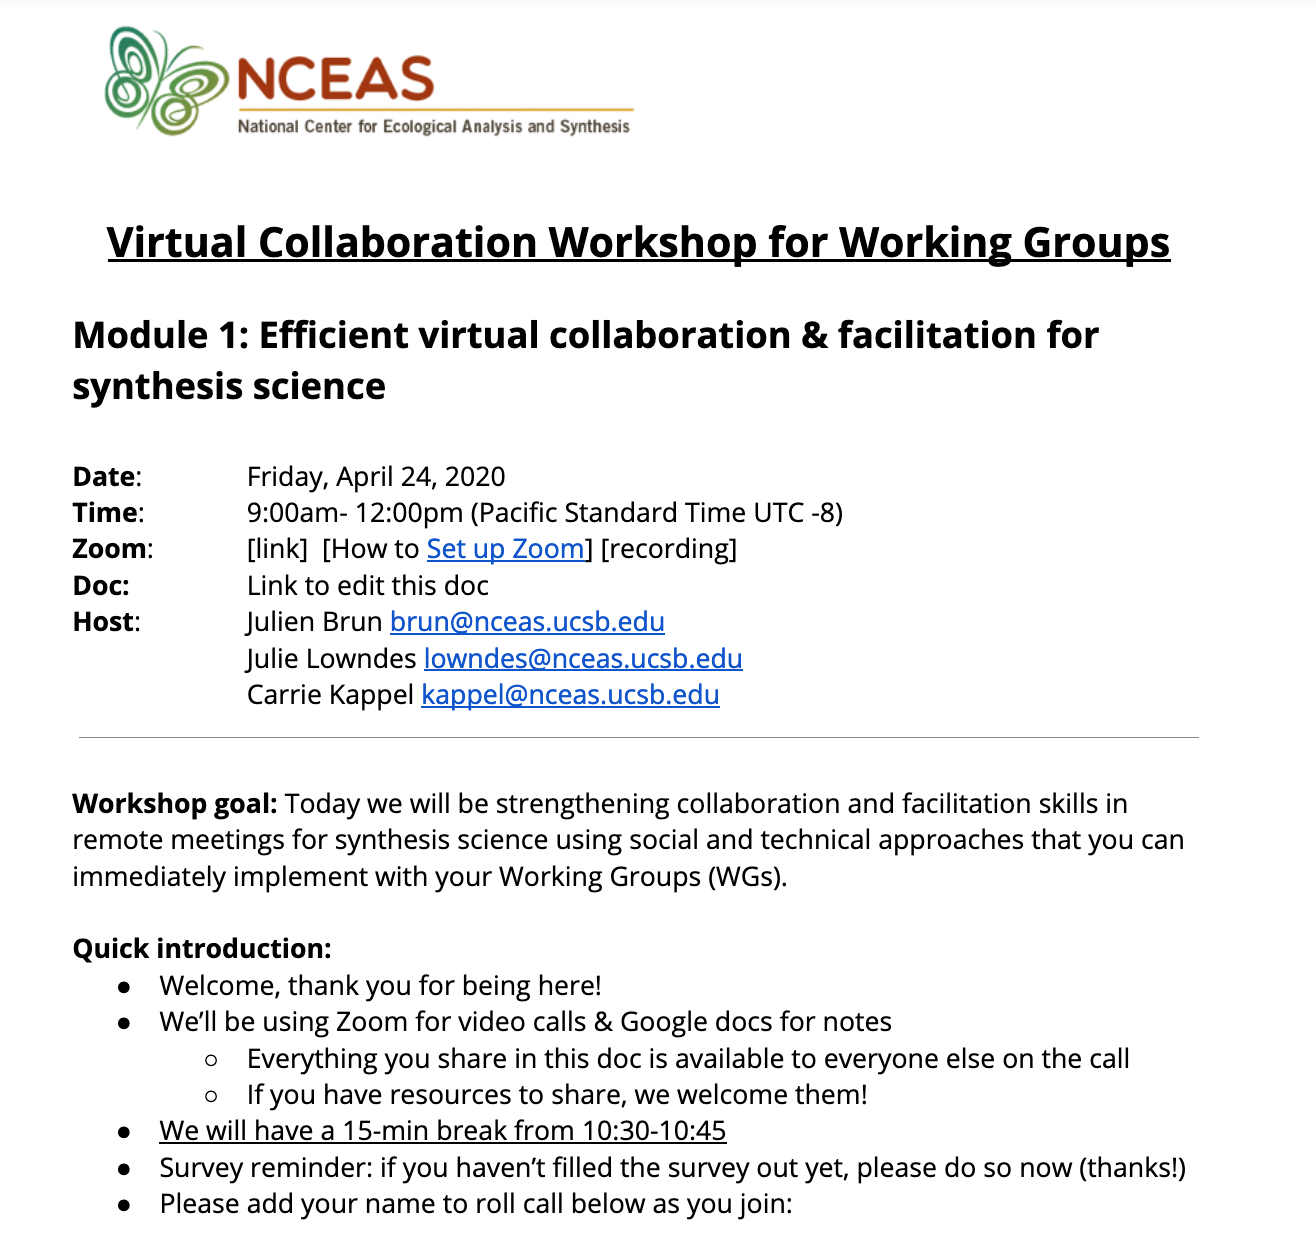 NCEAS
National Center for Ecological Analysis and Synthesis
Virtual Collaboration Workshop for Working Groups
Module 1: Efficient virtual collaboration & facilitation for
synthesis science
Date: Friday, April 24, 2020
Time: 9:00am- 12:00pm (Pacific Standard Time UTC -8)
Zoom: [link] [How to Set up Zoom] [recording]
Doc: Link to edit this doc
Host: Julien Brun brun@nceas.ucsb.edu
Julie Lowndes lowndes@nceas.ucsb.edu
Carrie Kappel kappel@nceas.ucsb.edu
Workshop goal: Today we will be strengthening collaboration and facilitation skills in
remote meetings for synthesis science using social and technical approaches that you can
immediately implement with your Working Groups (WGs).
Quick introduction:
● Welcome, thank you for being here!
● We’ll be using Zoom for video calls & Google docs for notes
○ Everything you share in this doc is available to everyone else on the call
○ If you have resources to share, we welcome them!
● We will have a 15-min break from 10:30-10:45
● Survey reminder: if you haven’t filled the survey out yet, please do so now (thanks!)
● Please add your name to roll call below as you join: